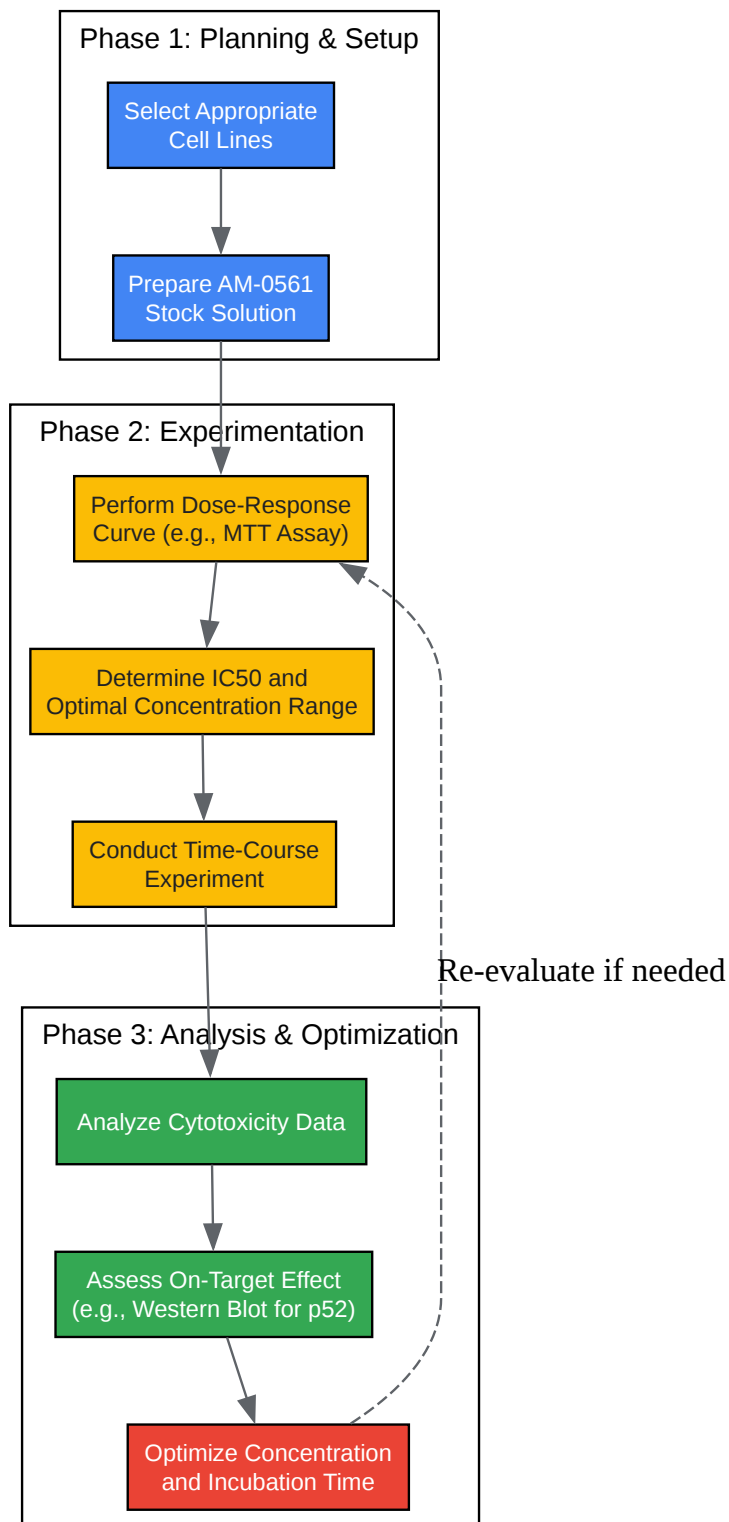 Phase 1: Planning & Setup
Select Appropriate
Cell Lines
Prepare AM-0561
Stock Solution
Phase 2: Experimentation
Perform Dose-Response
Curve (e.g., MTT Assay)
Determine IC50 and
Optimal Concentration Range
Conduct Time-Course
Experiment
Re-evaluate if needed
Phase 3: Analysis & Optimization
Analyze Cytotoxicity Data
Assess On-Target Effect
(e.g., Western Blot for p52)
Optimize Concentration
and Incubation Time